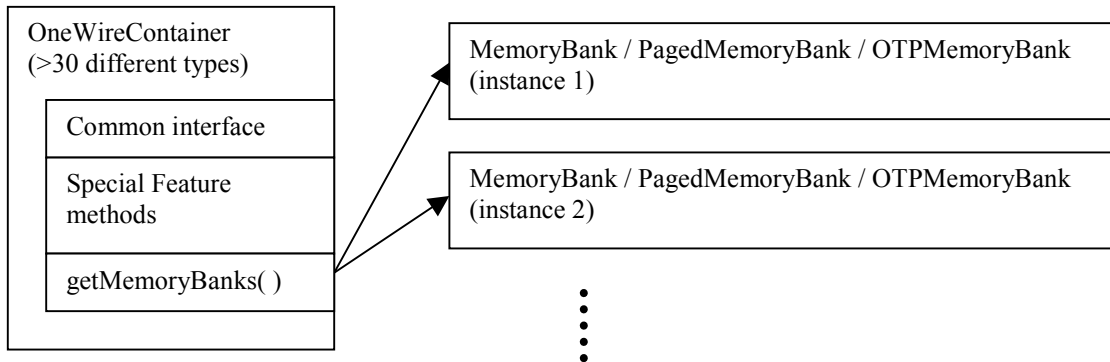 OneWireContainer
(>30 different types)
Common interface
Special Feature
methods
getMemoryBanks( )
MemoryBank / PagedMemoryBank / OTPMemoryBank
(instance 1)
MemoryBank / PagedMemoryBank / OTPMemoryBank
(instance 2)